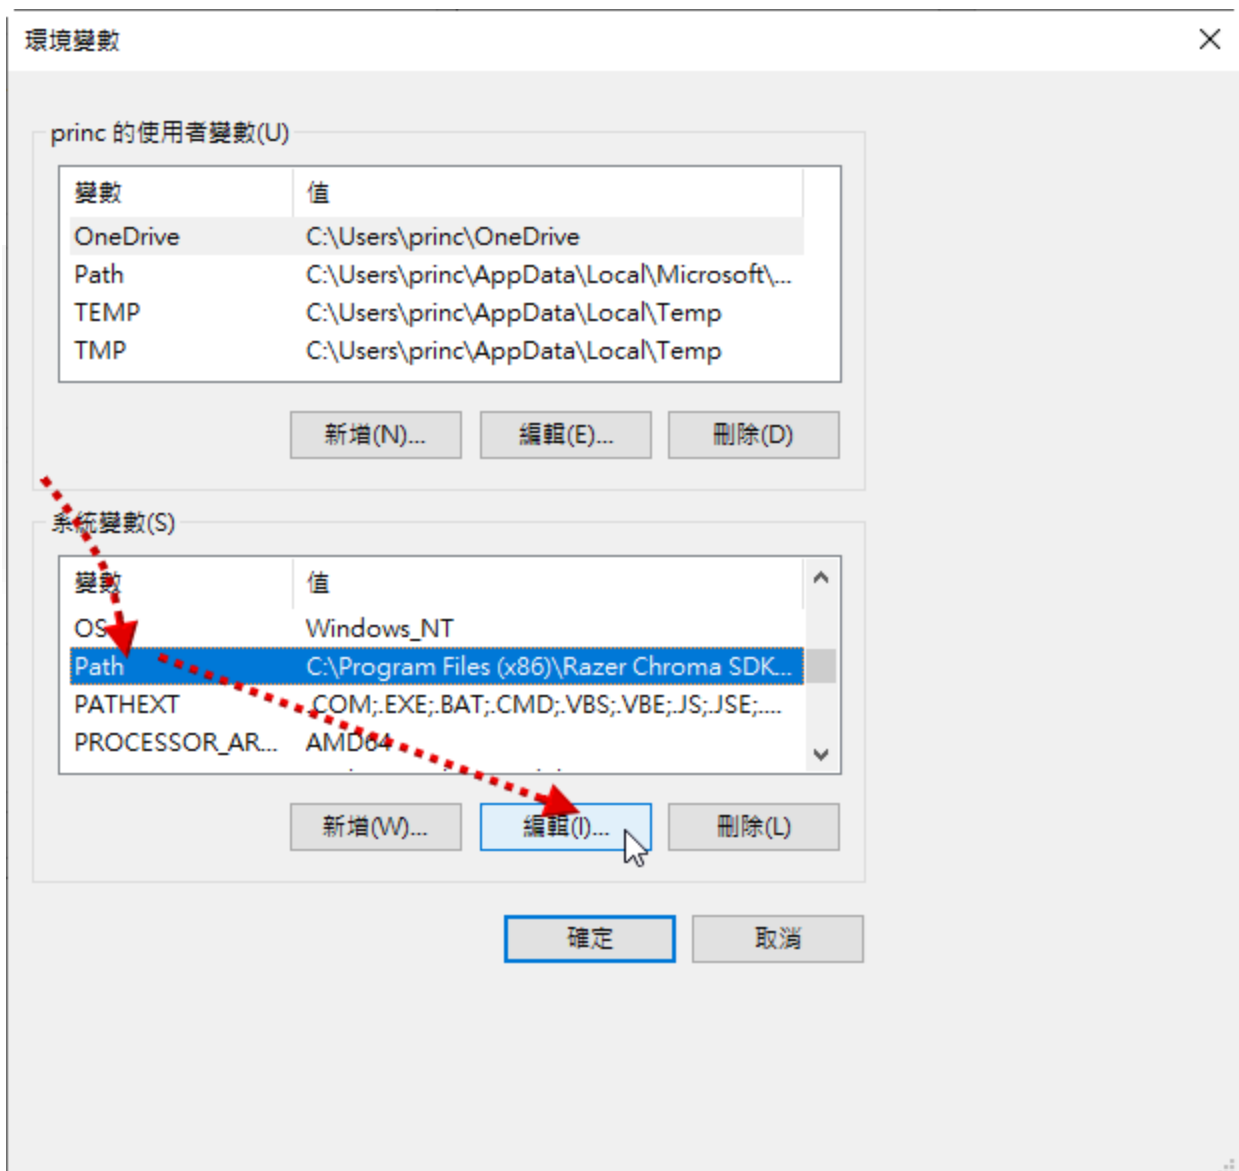 環境變數
princ 的使用者變數(U)
變數 值
OneDrive C:\Users\princ\OneDrive
Path C:\Users\princ\AppData\Local\Microsoft\...
TEMP C:\Users\princ\AppData\Local\Temp
TMP C:\Users\princ\AppData\Local\Temp
新增(N)... 編輯(E)... 刪除(D)
系統變數(S)
變數 值
OS Windows_NT
Path C:\Program Files (x86)\Razer Chroma SDK...
PATHEXT .COM;.EXE;.BAT;.CMD;.VBS;.VBE;.JS;.JSE;....
PROCESSOR_AR... AMD64
新增(W)... 編輯(I)... 刪除(L)
確定 取消